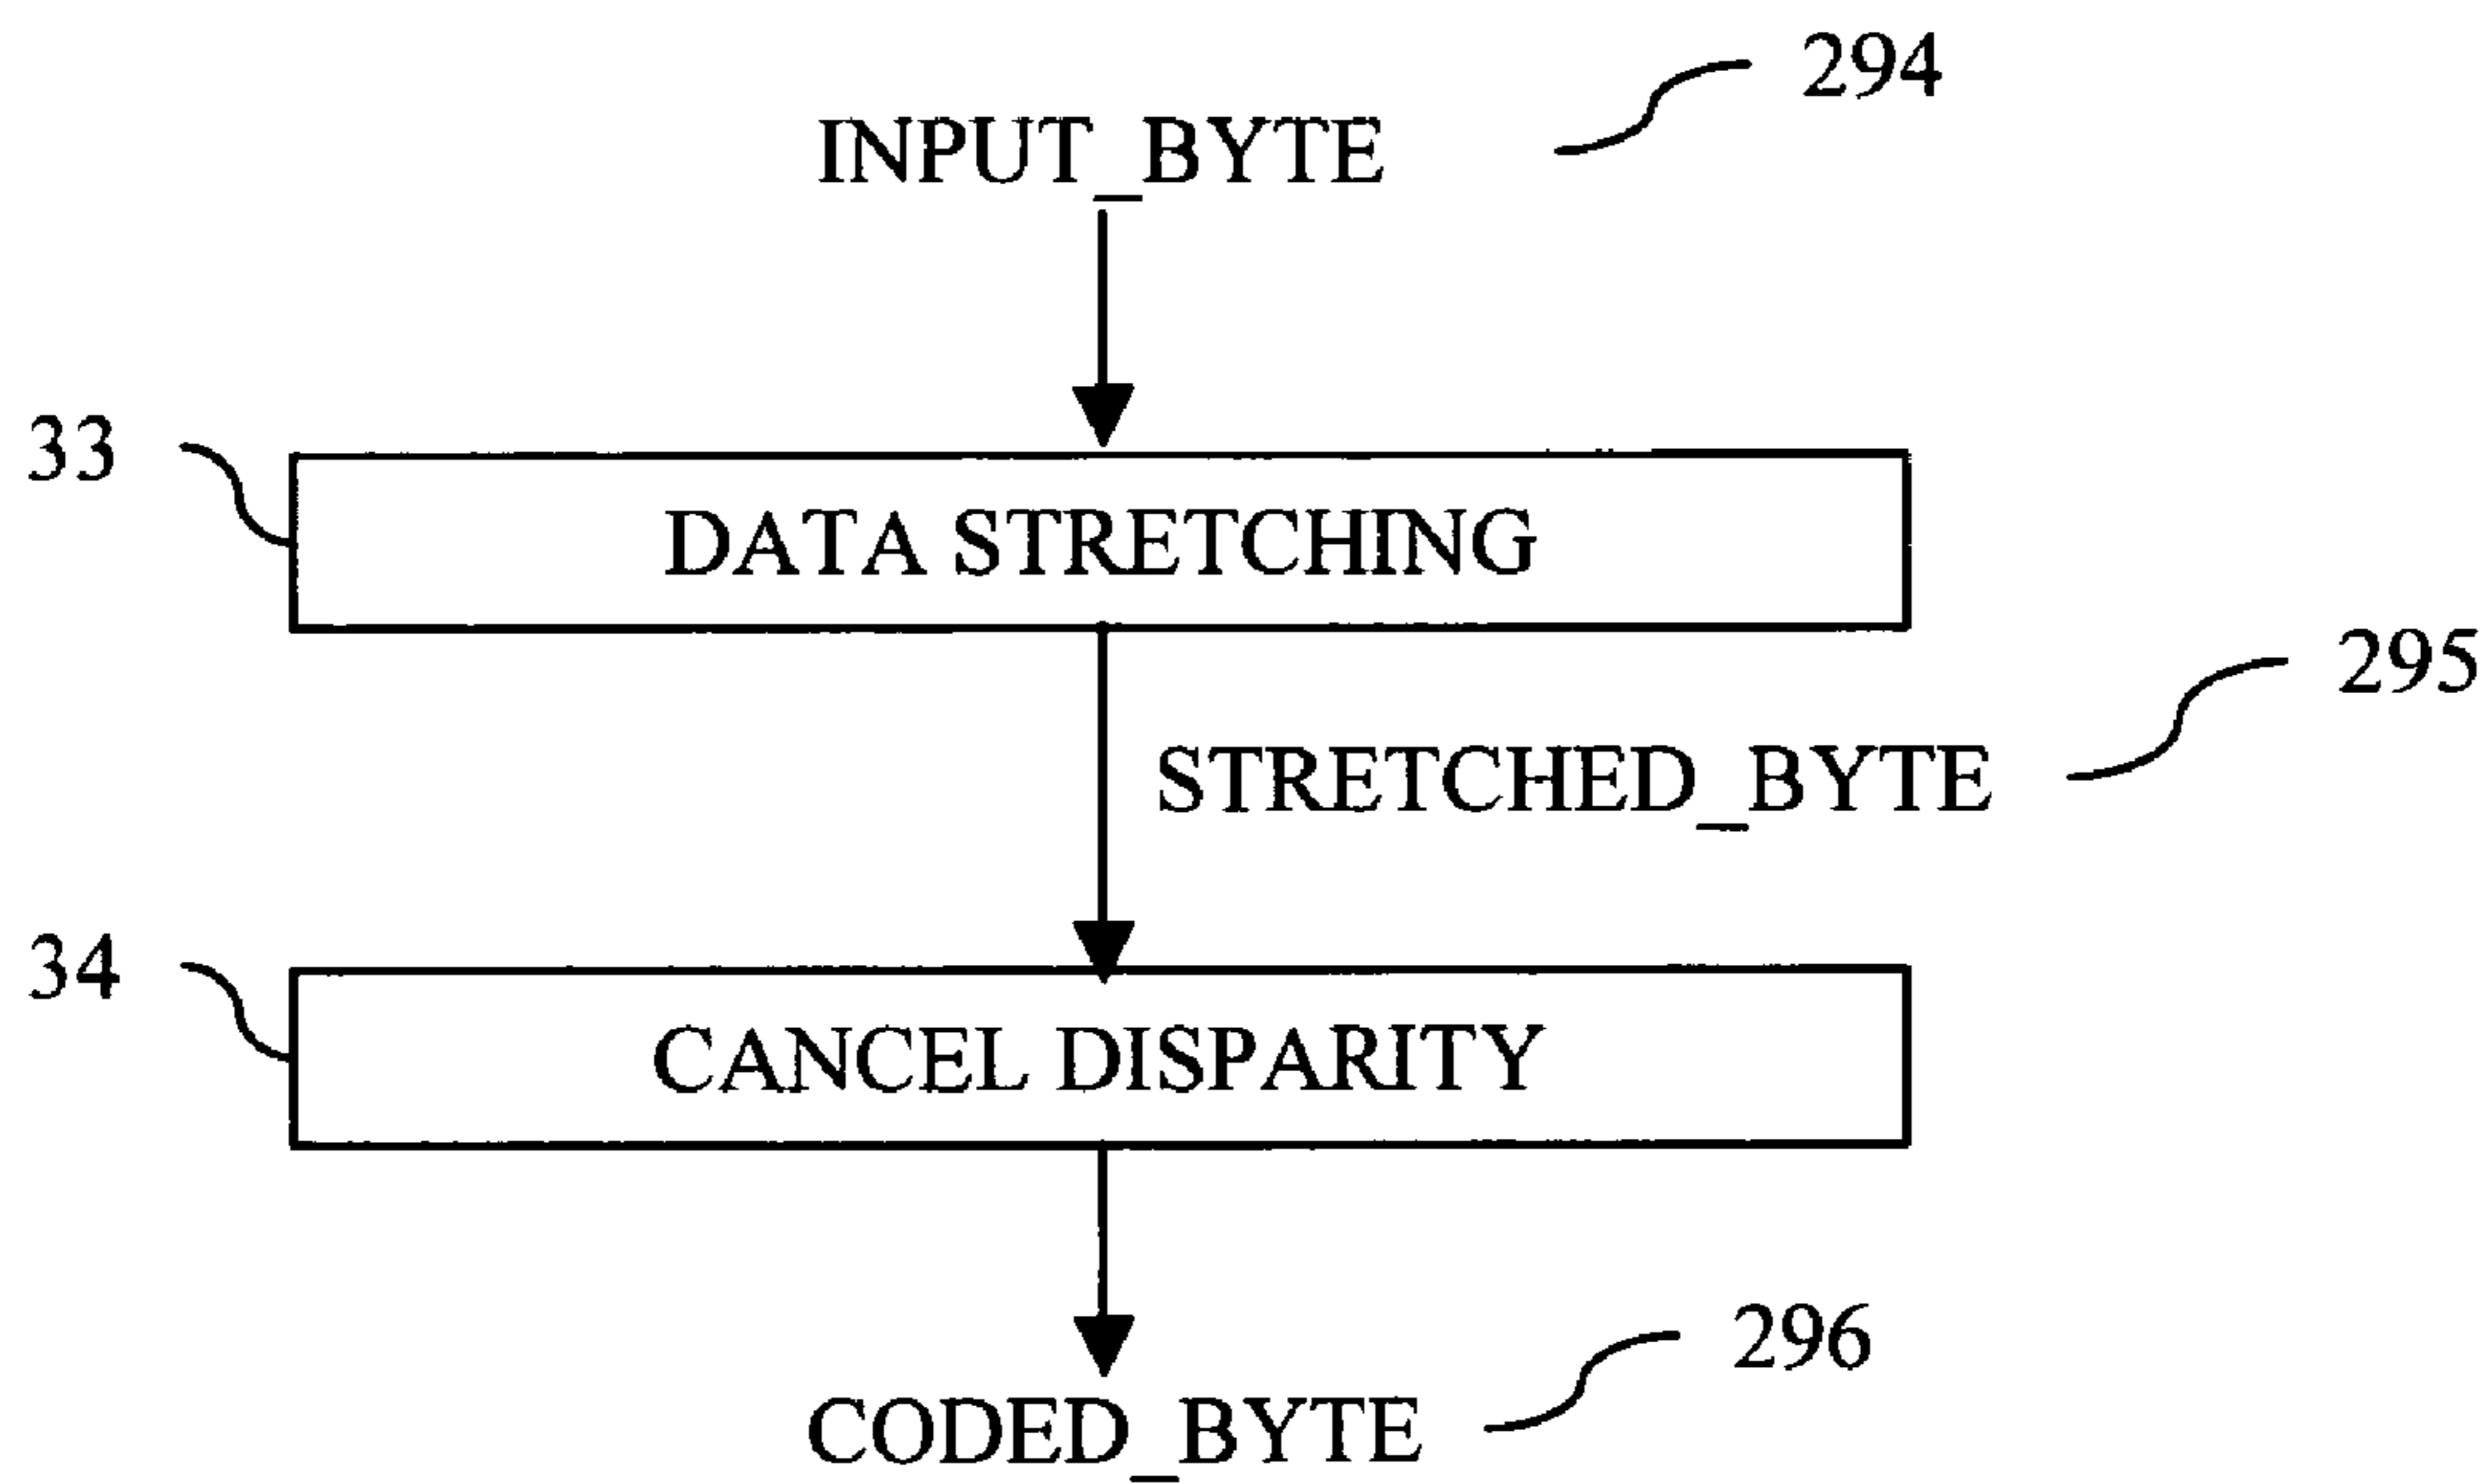 294
INPUT_BYTE
33
DATA STRETCHING
295
STRETCHED_BYTE
34
CANCEL DISPARITY
296
CODED_BYTE